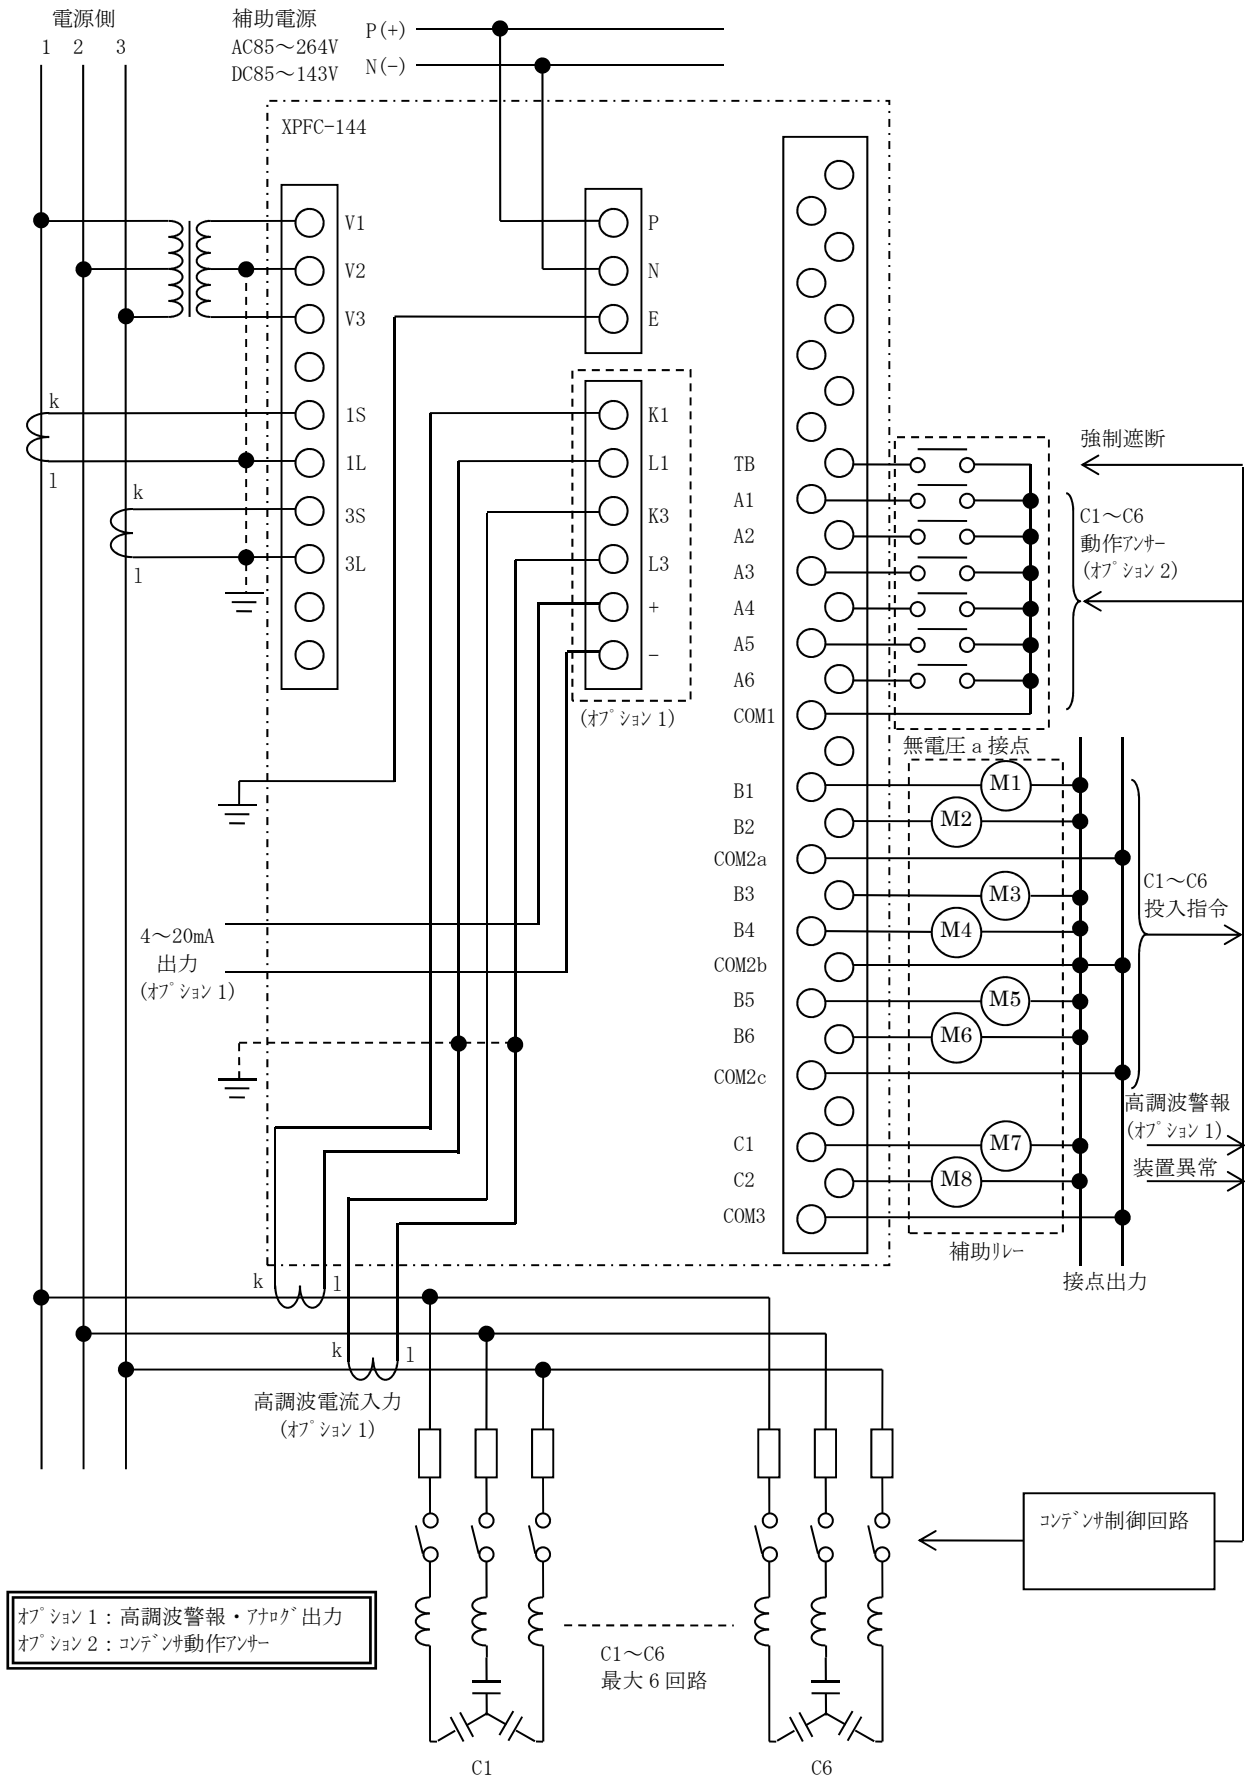 電源側
1 2 3
補助電源
AC85～264V
DC85～143V
P(+)
N(-)
XPFC-144
V1
V2
V3
1S
1L
3S
3L
k
l
k
l
P
N
E
K1
L1
K3
L3
+
-
(ｵﾌﾟｼｮﾝ1)
TB
A1
A2
A3
A4
A5
A6
COM1
B1
B2
COM2a
B3
B4
COM2b
B5
B6
COM2c
C1
C2
COM3
強制遮断
C1～C6
動作ｱﾝｻｰ
(ｵﾌﾟｼｮﾝ2)
無電圧a接点
M1
M2
M3
M4
M5
M6
M7
M8
C1～C6
投入指令
高調波警報
(ｵﾌﾟｼｮﾝ1)
装置異常
補助ﾘﾚｰ
接点出力
4～20mA
出力
(ｵﾌﾟｼｮﾝ1)
k
l
k
l
高調波電流入力
(ｵﾌﾟｼｮﾝ1)
ｺﾝﾃﾞﾝｻ制御回路
ｵﾌﾟｼｮﾝ1：高調波警報・ｱﾅﾛｸﾞ出力
ｵﾌﾟｼｮﾝ2：ｺﾝﾃﾞﾝｻ動作ｱﾝｻｰ
C1～C6
最大6回路
C1
C6